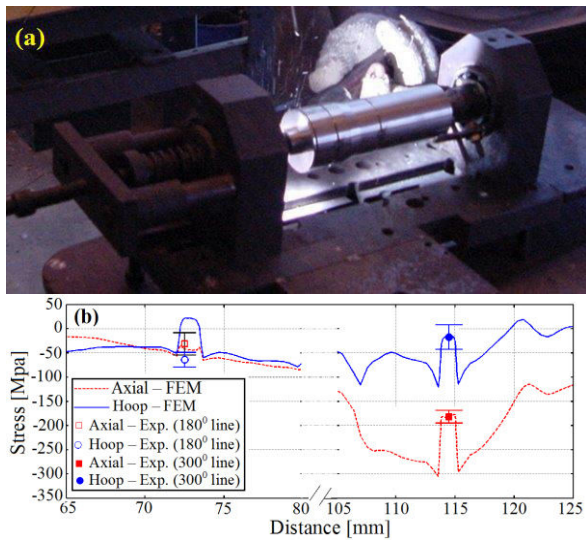 (a)
(b)
50
0
-50
-100
-150
-200
-250
-300
-350
Stress [Mpa]
Axial – FEM
Hoop – FEM
Axial – Exp. (180⁰ line)
Hoop – Exp. (180⁰ line)
Axial – Exp. (300⁰ line)
Hoop – Exp. (300⁰ line)
65 70 75 80 105 110 115 120 125
Distance [mm]